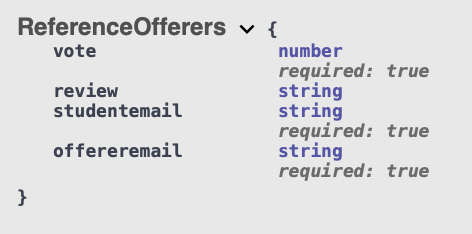 ReferenceOfferers {
vote number
required: true
review string
studentemail string
required: true
offereremail string
required: true
}